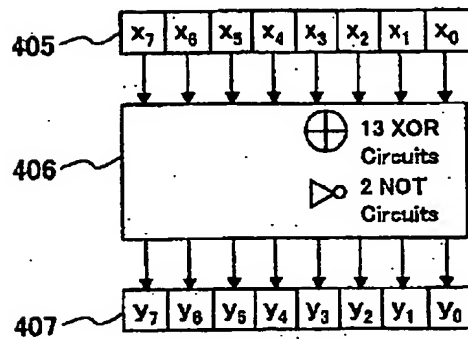 405 x₇ x₆ x₅ x₄ x₃ x₂ x₁ x₀
13 XOR
Circuits
406
2 NOT
Circuits
407 y₇ y₆ y₅ y₄ y₃ y₂ y₁ y₀